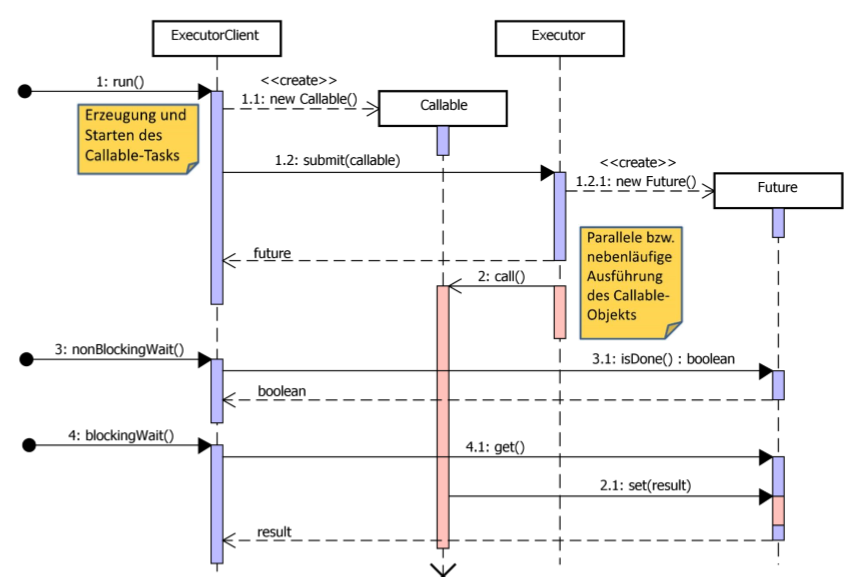 ExecutorClient
Executor
1: run()
<<create>>
1.1: new Callable()
Callable
Erzeugung und
Starten des
Callable-Tasks
1.2: submit(callable)
<<create>>
1.2.1: new Future()
Future
future
Parallele bzw.
nebenläufige
Ausführung
des Callable-
Objekts
2: call()
3: nonBlockingWait()
3.1: isDone() : boolean
boolean
4: blockingWait()
4.1: get()
2.1: set(result)
result